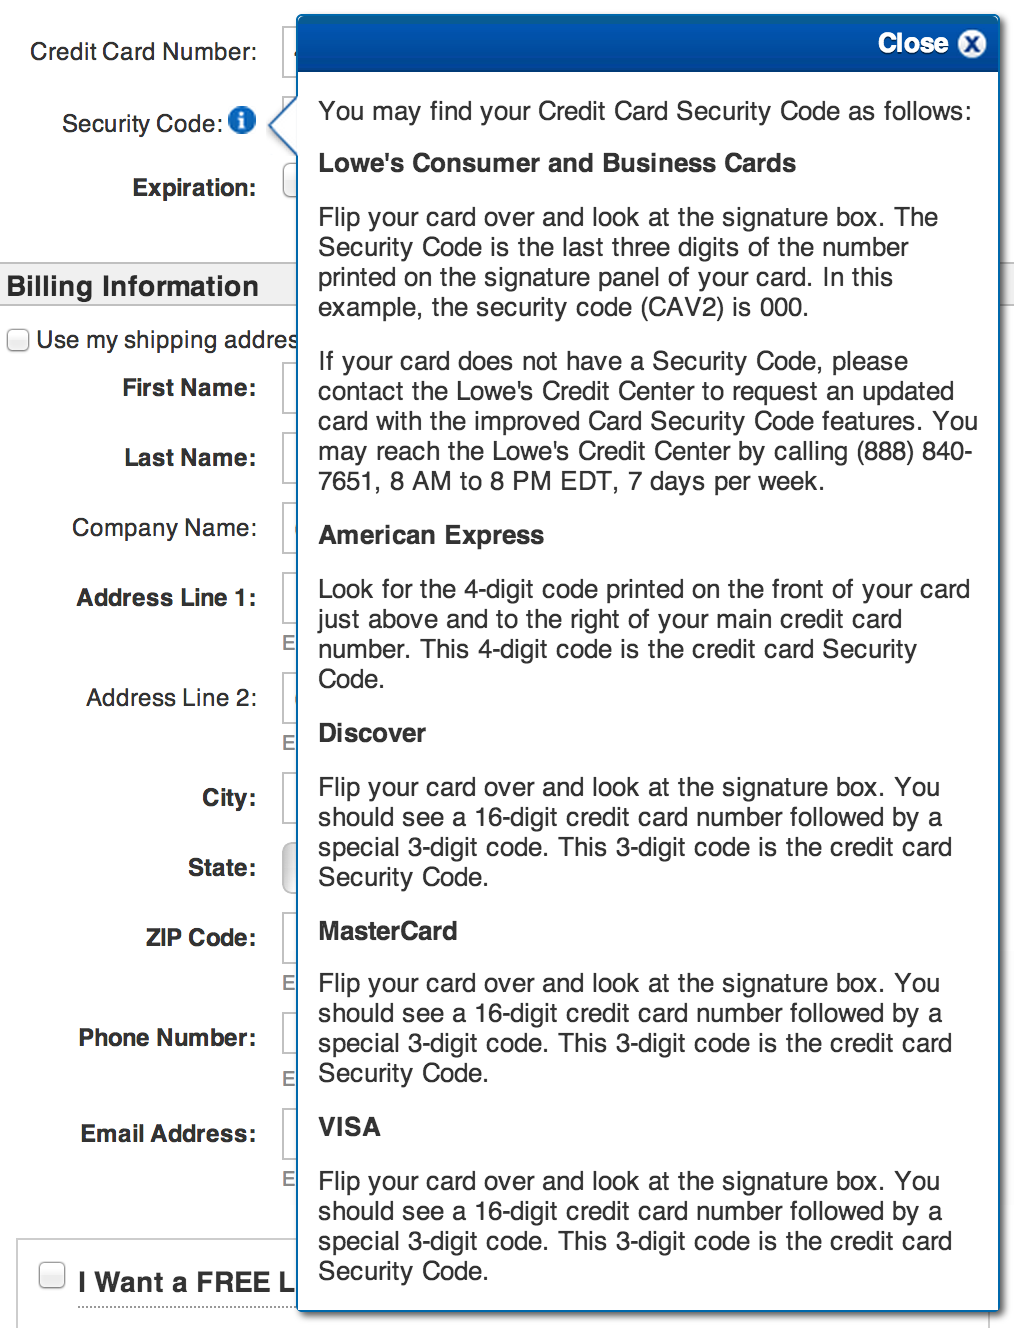 Credit Card Number:
Security Code:
Expiration:
Billing Information
Use my shipping addres
First Name:
Last Name:
Company Name:
Address Line 1:
E
Address Line 2:
E
City:
State:
ZIP Code:
E
Phone Number:
E
Email Address:
E
I Want a FREE L
Close X
You may find your Credit Card Security Code as follows:
Lowe's Consumer and Business Cards
Flip your card over and look at the signature box. The
Security Code is the last three digits of the number
printed on the signature panel of your card. In this
example, the security code (CAV2) is 000.
If your card does not have a Security Code, please
contact the Lowe's Credit Center to request an updated
card with the improved Card Security Code features. You
may reach the Lowe's Credit Center by calling (888) 840-
7651, 8 AM to 8 PM EDT, 7 days per week.
American Express
Look for the 4-digit code printed on the front of your card
just above and to the right of your main credit card
number. This 4-digit code is the credit card Security
Code.
Discover
Flip your card over and look at the signature box. You
should see a 16-digit credit card number followed by a
special 3-digit code. This 3-digit code is the credit card
Security Code.
MasterCard
Flip your card over and look at the signature box. You
should see a 16-digit credit card number followed by a
special 3-digit code. This 3-digit code is the credit card
Security Code.
VISA
Flip your card over and look at the signature box. You
should see a 16-digit credit card number followed by a
special 3-digit code. This 3-digit code is the credit card
Security Code.